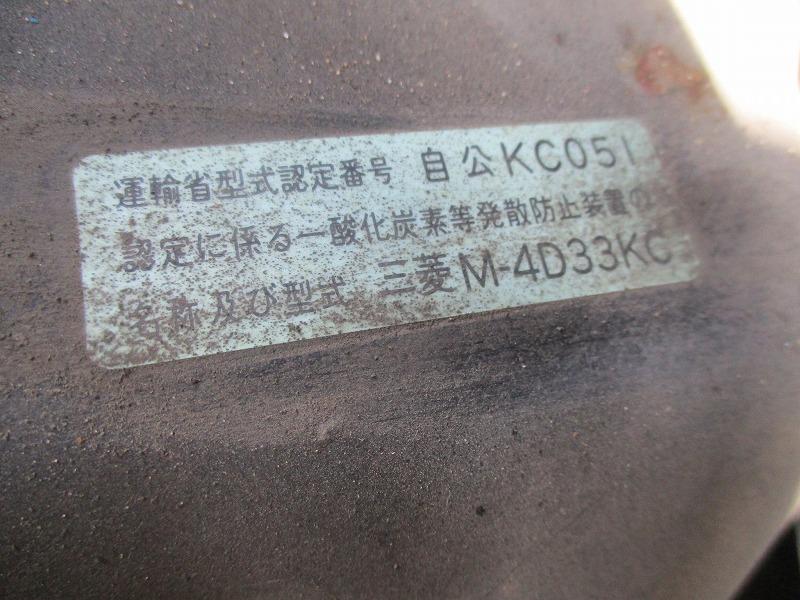 運輸省型式認定番号 自公KC051
認定に係る一酸化炭素等発散防止装置の
名称及び型式 三菱M-4D33KC